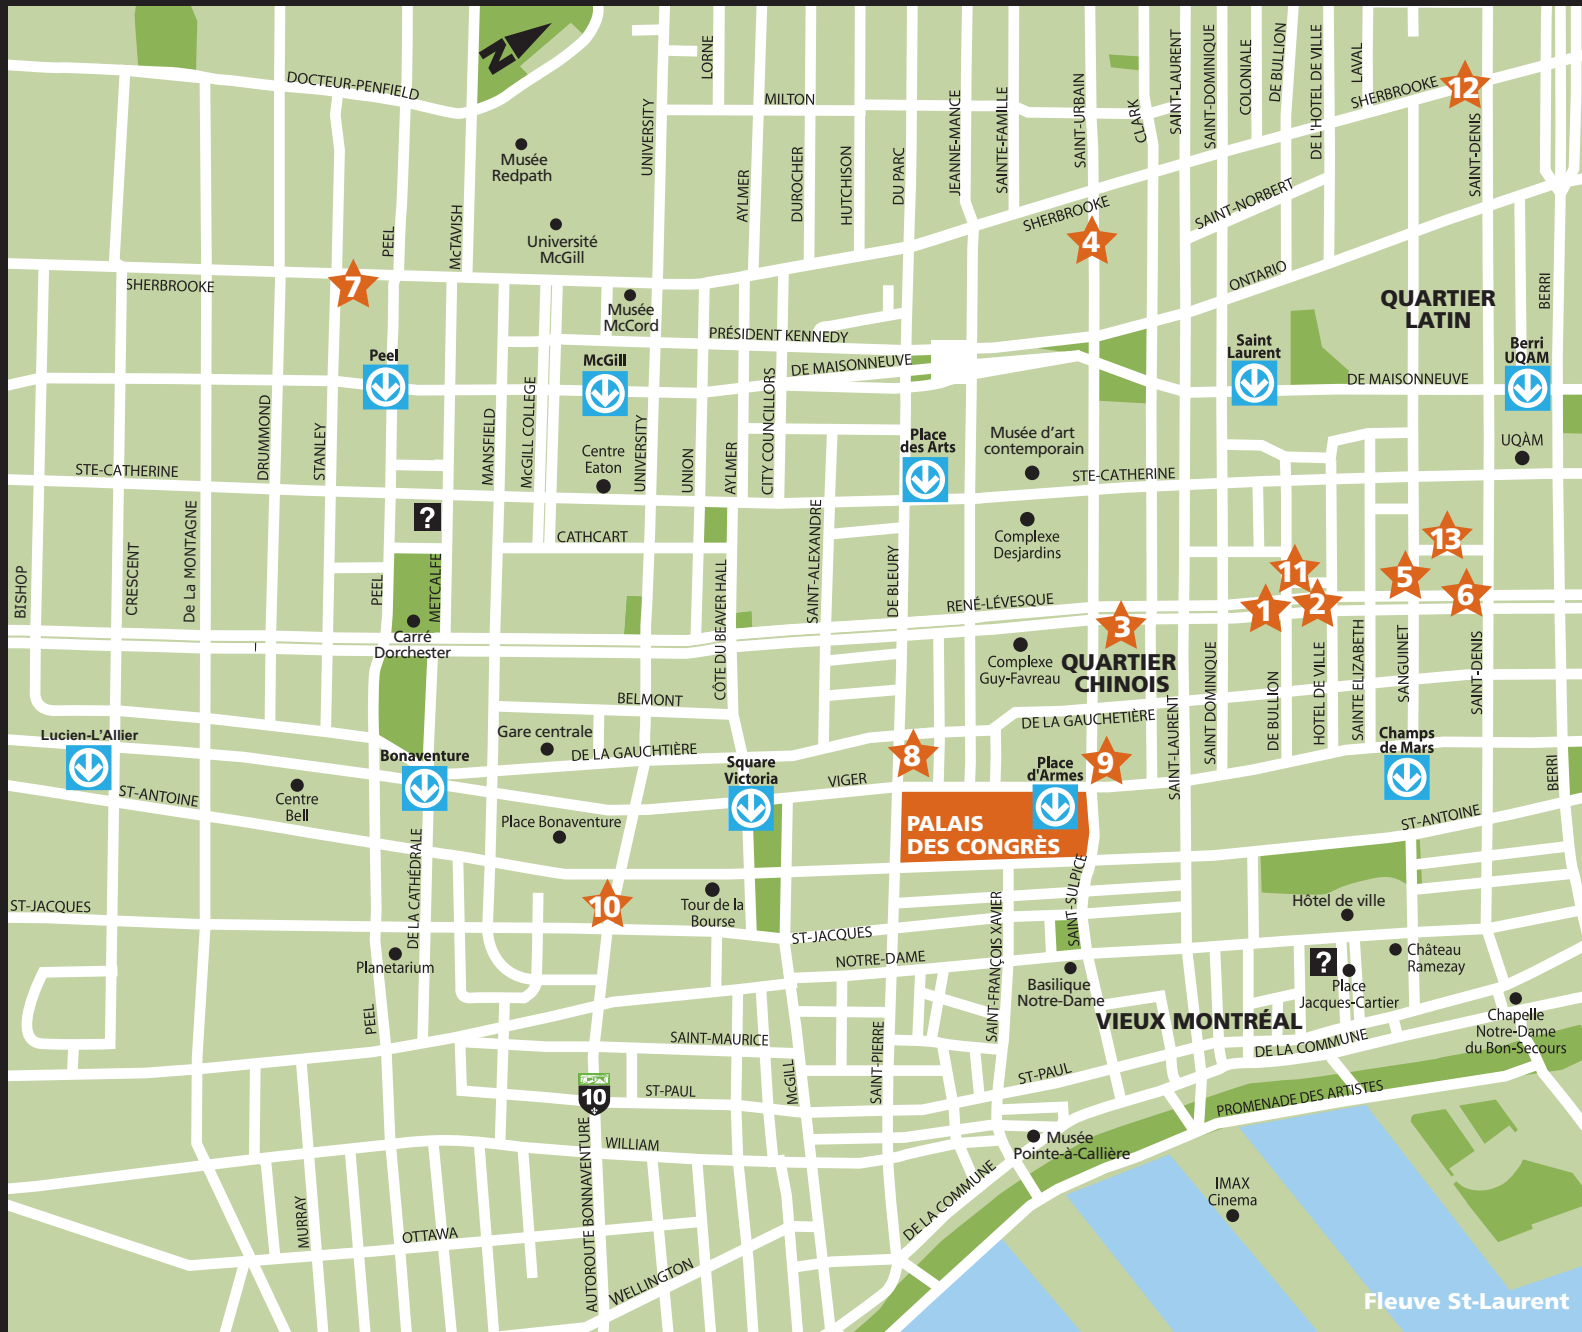 N
DOCTEUR-PENFIELD
LORNE
MILTON
UNIVERSITY
AYLMER
DUROCHER
HUTCHISON
DU PARC
JEANNE-MANCE
SAINTE-FAMILLE
SAINT-URBAIN
CLARK
SAINT-LAURENT
SAINT-DOMINIQUE
COLONIALE
DE BULLION
DE L'HOTEL DE VILLE
LAVAL
SHERBROOKE
12
SAINT-DENIS
Musée
Redpath
Université
McGill
PEEL
McTAVISH
SHERBROOKE
4
SAINT-NORBERT
ONTARIO
SHERBROOKE
7
Musée
McCord
PRÉSIDENT KENNEDY
DE MAISONNEUVE
QUARTIER
LATIN
BERRI
Peel
McGill
Saint
Laurent
DE MAISONNEUVE
Berri
UQAM
DRUMMOND
STANLEY
MANSFIELD
McGILL COLLEGE
Centre
Eaton
UNIVERSITY
UNION
AYLMER
CITY COUNCILLORS
Place
des Arts
Musée d'art
contemporain
UQÀM
STE-CATHERINE
STE-CATHERINE
?
CATHCART
Complexe
Desjardins
13
11
5
6
1
2
3
BISHOP
CRESCENT
De La MONTAGNE
PEEL
METCALFE
CÔTE DU BEAVER HALL
SAINT-ALEXANDRE
DE BLEURY
RENÉ-LÉVESQUE
Carré
Dorchester
Complexe
Guy-Favreau
QUARTIER
CHINOIS
SAINT-LAURENT
SAINT DOMINIQUE
DE BULLION
HOTEL DE VILLE
SAINTE ELIZABETH
SANGUINET
SAINT-DENIS
BELMONT
DE LA GAUCHETIÈRE
Lucien-L'Allier
Bonaventure
Gare centrale
DE LA GAUCHTIÈRE
Square
Victoria
8
VIGER
Place
d'Armes
9
Champs
de Mars
BERRI
ST-ANTOINE
Centre
Bell
Place Bonaventure
PALAIS
DES CONGRÈS
ST-ANTOINE
DE LA CATHÉDRALE
ST-JACQUES
10
Tour de la
Bourse
ST-JACQUES
NOTRE-DAME
SAINT-FRANÇOIS XAVIER
SAINT-SULPICE
Hôtel de ville
Planetarium
Basilique
Notre-Dame
?
Place
Jacques-Cartier
Château
Ramezay
PEEL
SAINT-MAURICE
SAINT-PIERRE
VIEUX MONTRÉAL
DE LA COMMUNE
Chapelle
Notre-Dame
du Bon-Secours
10
ST-PAUL
McGILL
ST-PAUL
PROMENADE DES ARTISTES
WILLIAM
Musée
Pointe-à-Callière
AUTOROUTE BONNAVENTURE
MURRAY
OTTAWA
WELLINGTON
DE LA COMMUNE
IMAX
Cinema
Fleuve St-Laurent